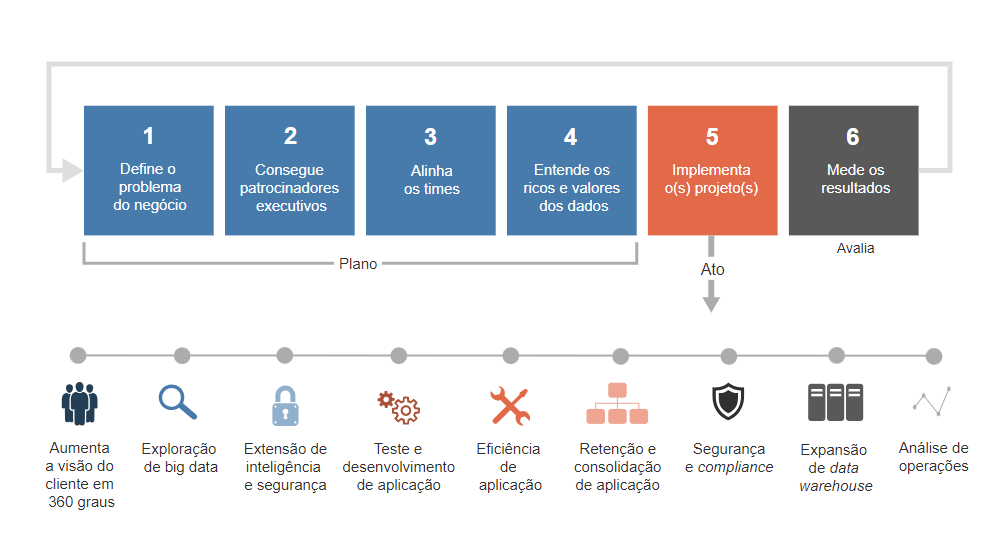 1
Define o
problema
do negócio
2
Consegue
patrocinadores
executivos
3
Alinha
os times
4
Entende os
ricos e valores
dos dados
5
Implementa
o(s) projeto(s)
6
Mede os
resultados
Plano
Ato
Avalia
Aumenta
a visão do
cliente em
360 graus
Exploração
de big data
Extensão de
inteligência
e segurança
Teste e
desenvolvimento
de aplicação
Eficiência
de
aplicação
Retenção e
consolidação
de aplicação
Segurança
e compliance
Expansão
de data
warehouse
Análise de
operações